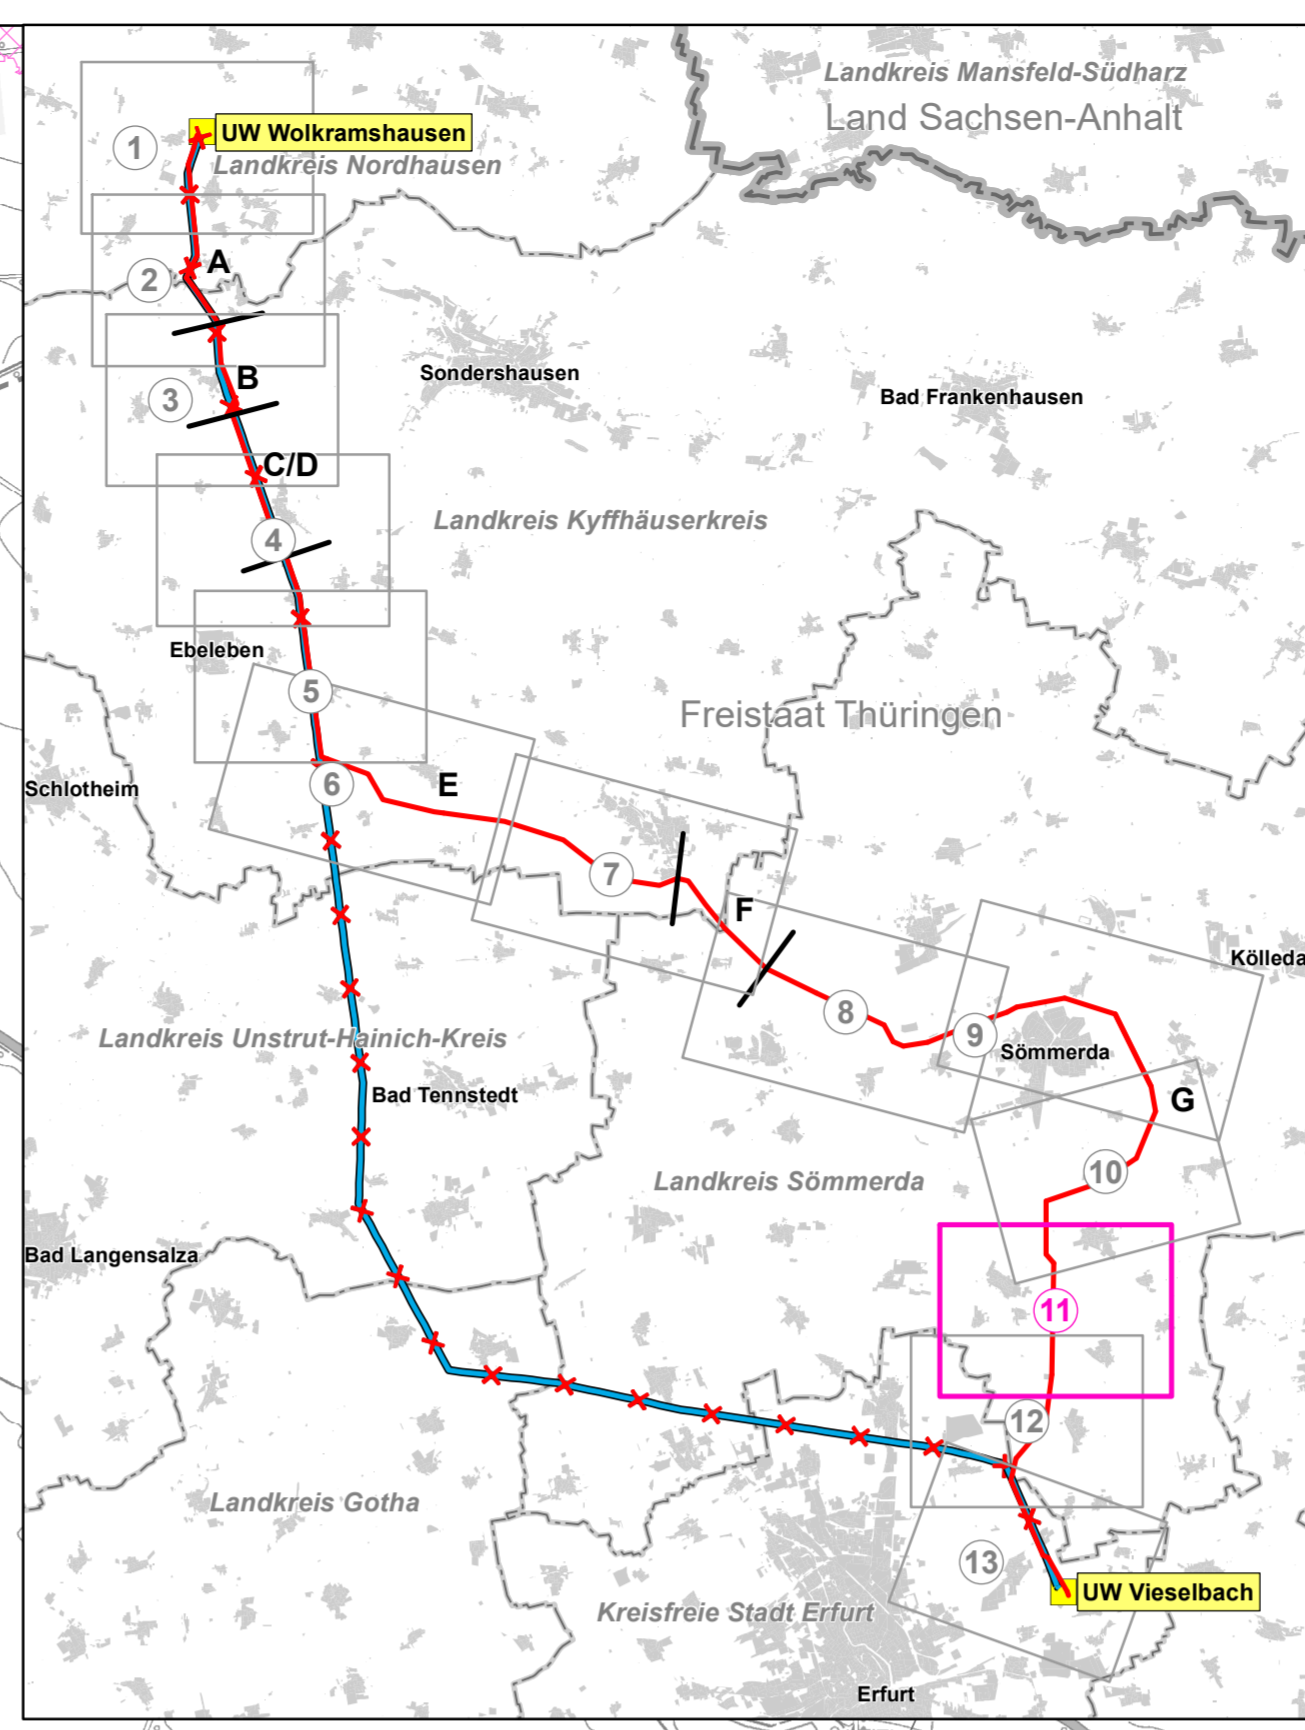 Landkreis Mansfeld-Südharz
Land Sachsen-Anhalt
UW Wolkramshausen
1
Landkreis Nordhausen
A
2
B
3
Sondershausen
Bad Frankenhausen
C/D
4
Landkreis Kyffhäuserkreis
Ebeleben
5
Freistaat Thüringen
Schlotheim
6
E
7
F
8
9
Kölleda
Sömmerda
Landkreis Unstrut-Hainich-Kreis
Bad Tennstedt
G
10
Landkreis Sömmerda
Bad Langensalza
11
12
Landkreis Gotha
13
UW Vieselbach
Kreisfreie Stadt Erfurt
Erfurt